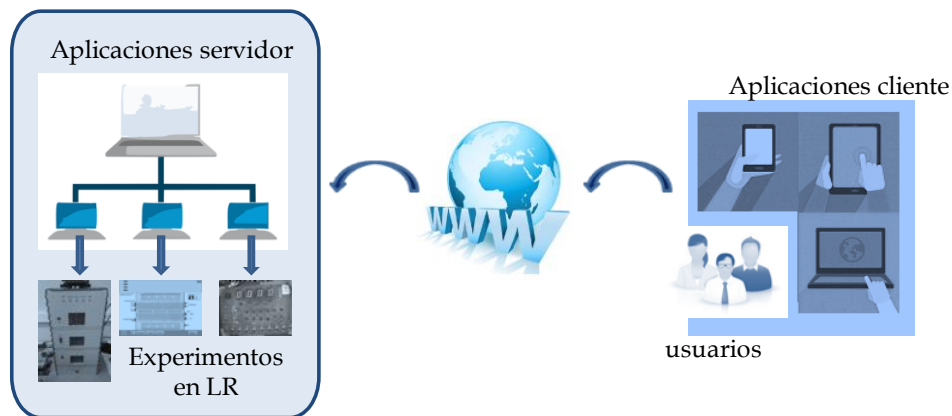 Aplicaciones servidor
Experimentos
en LR
WWW
Aplicaciones cliente
usuarios